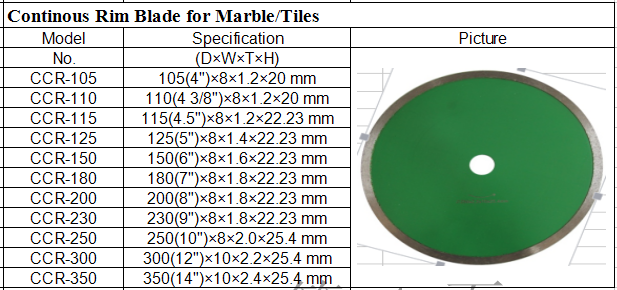 Continous Rim Blade for Marble/Tiles
Model Specification Picture
No. (D×W×T×H)
CCR-105 105(4")×8×1.2×20 mm
CCR-110 110(4 3/8")×8×1.2×20 mm
CCR-115 115(4.5")×8×1.2×22.23 mm
CCR-125 125(5")×8×1.4×22.23 mm
CCR-150 150(6")×8×1.6×22.23 mm
CCR-180 180(7")×8×1.8×22.23 mm
CCR-200 200(8")×8×1.8×22.23 mm
CCR-230 230(9")×8×1.8×22.23 mm
CCR-250 250(10")×8×2.0×25.4 mm
CCR-300 300(12")×10×2.2×25.4 mm
CCR-350 350(14")×10×2.4×25.4 mm